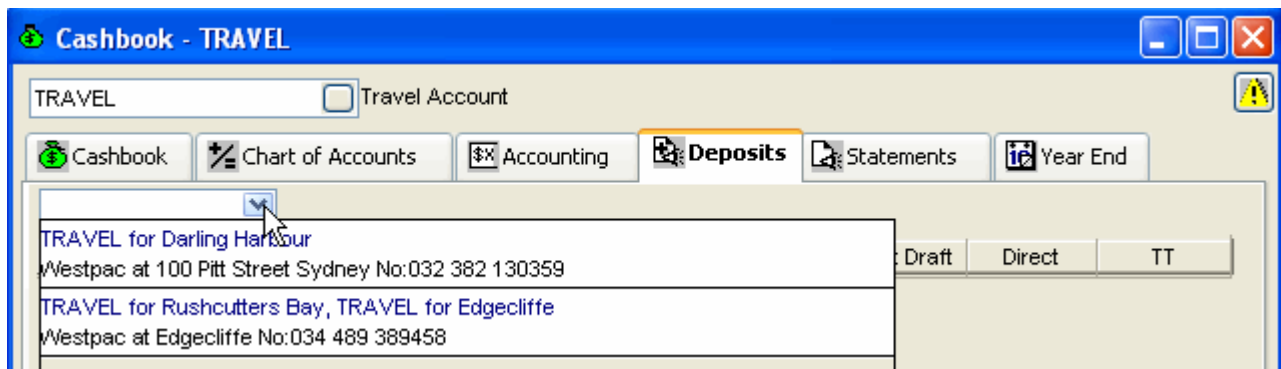 Cashbook - TRAVEL
TRAVEL Travel Account
Cashbook Chart of Accounts Accounting Deposits Statements Year End
TRAVEL for Darling Harbour
Westpac at 100 Pitt Street Sydney No:032 382 130359
Draft Direct TT
TRAVEL for Rushcutters Bay, TRAVEL for Edgecliffe
Westpac at Edgecliffe No:034 489 389458